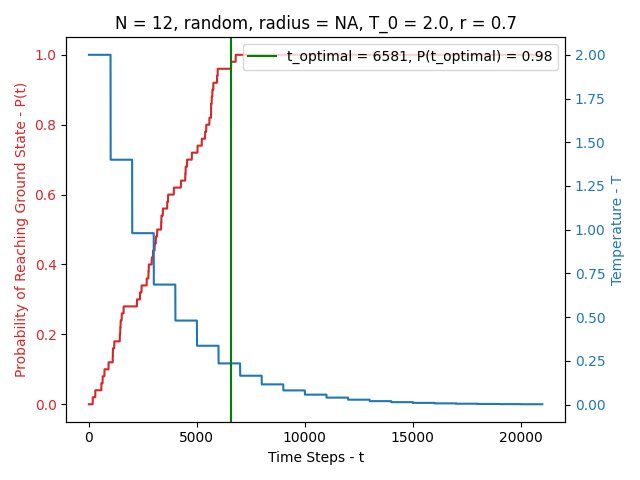 N = 12, random, radius = NA, T_0 = 2.0, r = 0.7
t_optimal = 6581, P(t_optimal) = 0.98
Probability of Reaching Ground State - P(t)
1.0
0.8
0.6
0.4
0.2
0.0
2.00
1.75
1.50
1.25
1.00
0.75
0.50
0.25
0.00
Temperature - T
0 5000 10000 15000 20000
Time Steps - t